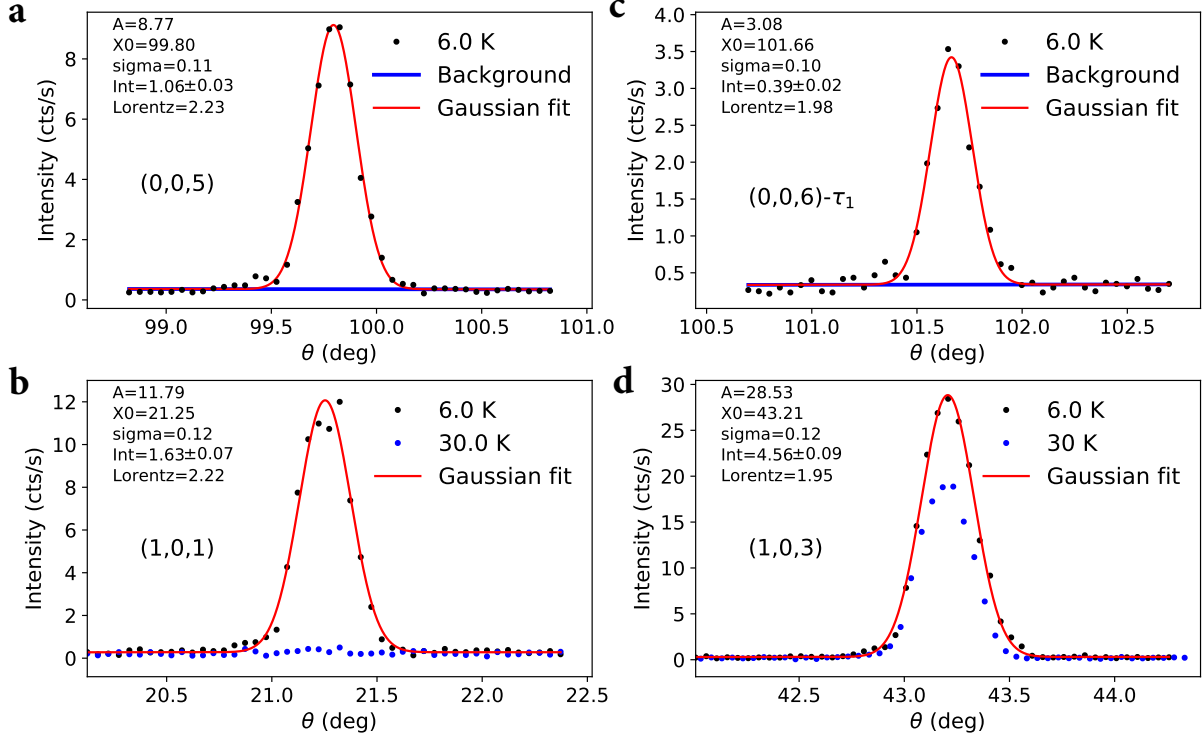 a
A=8.77
X0=99.80
sigma=0.11
Int=1.06±0.03
Lorentz=2.23
6.0 K
Background
Gaussian fit
(0,0,5)
Intensity (cts/s)
8
6
4
2
0
99.0 99.5 100.0 100.5 101.0
θ (deg)
c
A=3.08
X0=101.66
sigma=0.10
Int=0.39±0.02
Lorentz=1.98
6.0 K
Background
Gaussian fit
(0,0,6)-τ₁
Intensity (cts/s)
4.0
3.5
3.0
2.5
2.0
1.5
1.0
0.5
100.5 101.0 101.5 102.0 102.5
θ (deg)
b
A=11.79
X0=21.25
sigma=0.12
Int=1.63±0.07
Lorentz=2.22
6.0 K
30.0 K
Gaussian fit
(1,0,1)
Intensity (cts/s)
12
10
8
6
4
2
0
20.5 21.0 21.5 22.0 22.5
θ (deg)
d
A=28.53
X0=43.21
sigma=0.12
Int=4.56±0.09
Lorentz=1.95
6.0 K
30 K
Gaussian fit
(1,0,3)
Intensity (cts/s)
30
25
20
15
10
5
0
42.5 43.0 43.5 44.0
θ (deg)